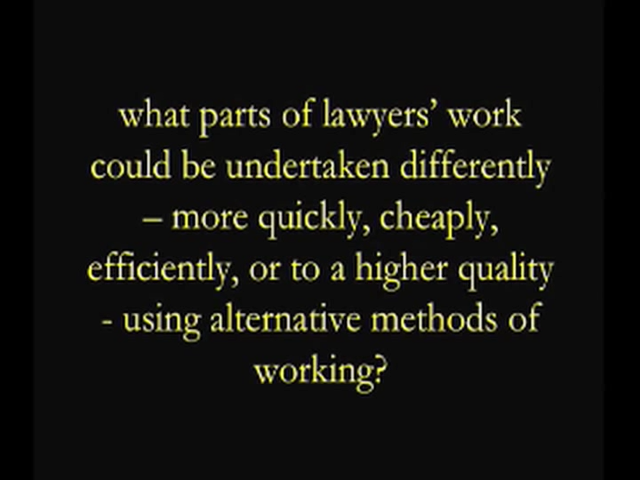 what parts of lawyers’ work
could be undertaken differently
– more quickly, cheaply,
efficiently, or to a higher quality
- using alternative methods of
working?